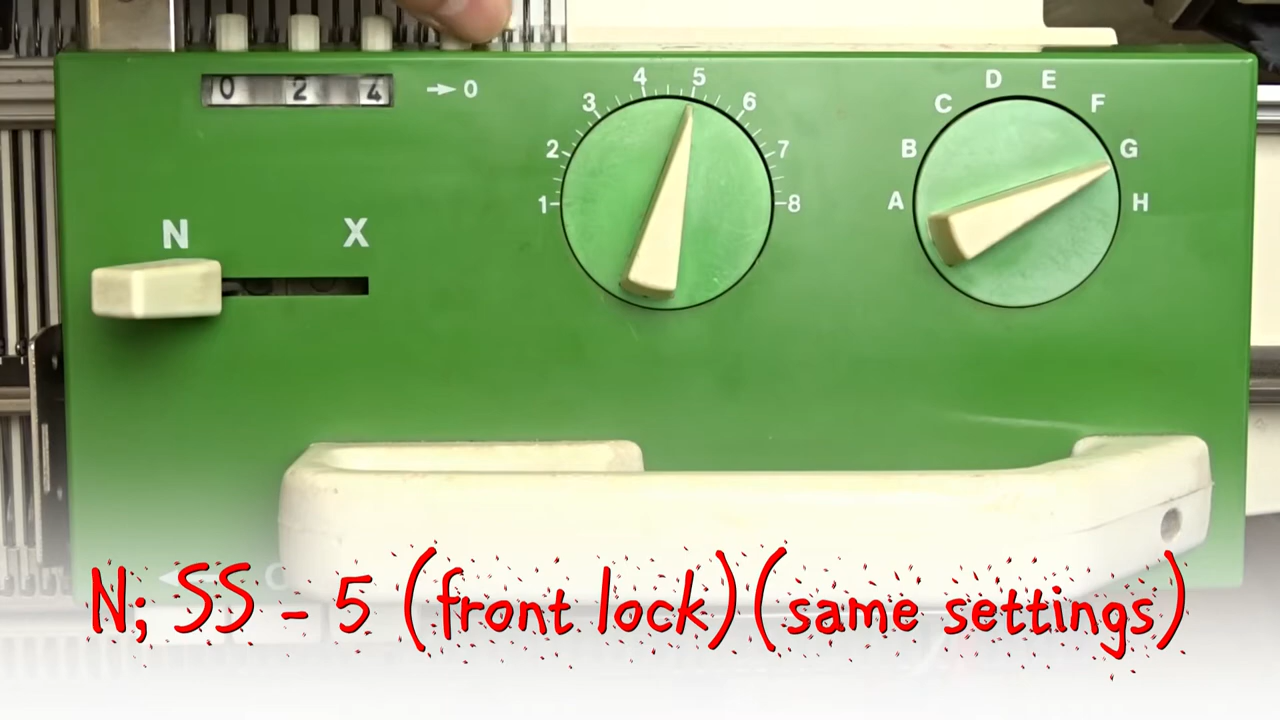 0 2 4 → 0
4 5
3 6
2 7
1 8
D E
C F
B G
A H
N X
N; SS - 5 (front lock)(same settings)